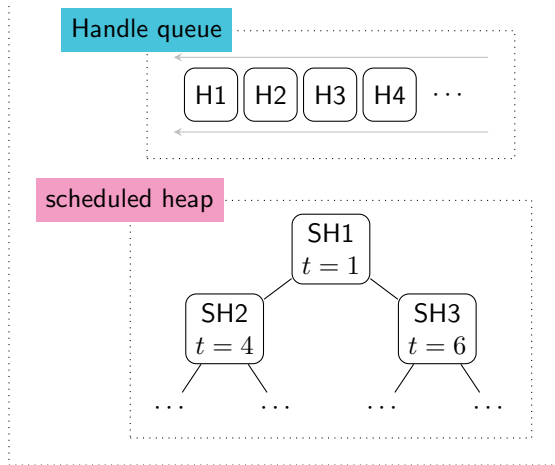 Handle queue
H1 H2 H3 H4 ···
scheduled heap
SH1
t = 1
SH2 SH3
t = 4 t = 6
··· ··· ··· ···